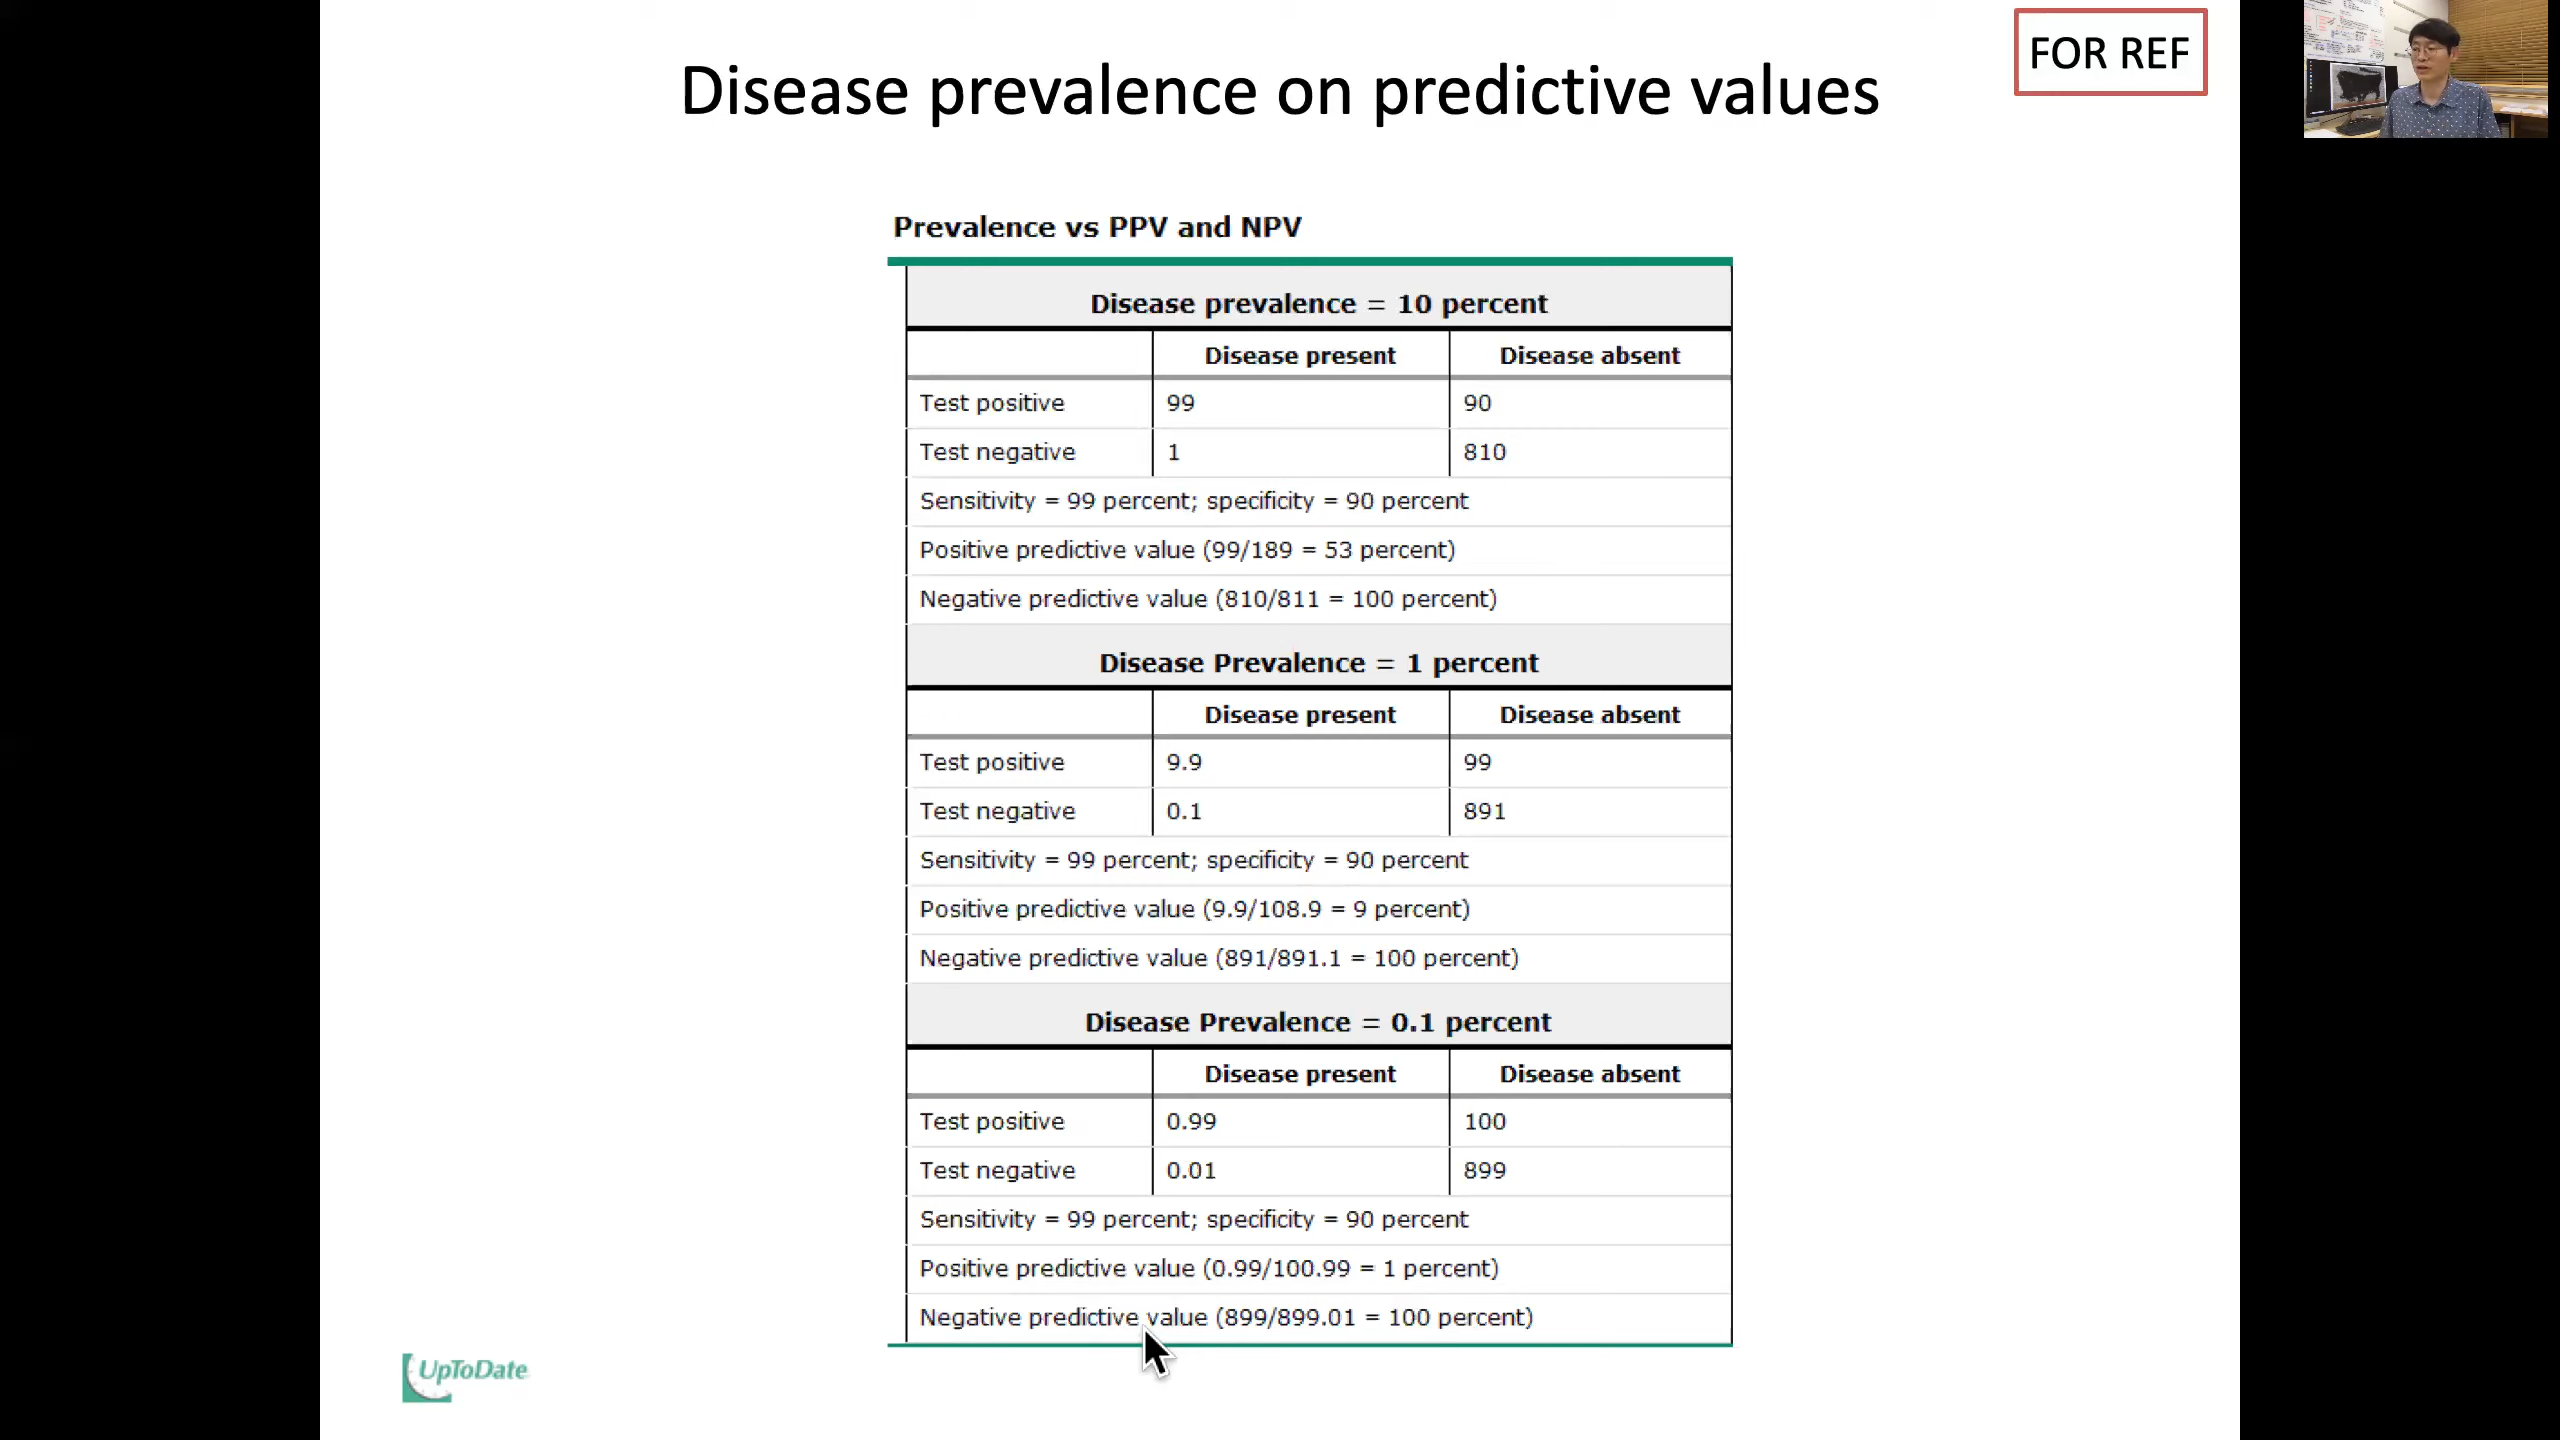 Disease prevalence on predictive values
FOR REF
Prevalence vs PPV and NPV
Disease prevalence = 10 percent
Disease present Disease absent
Test positive 99 90
Test negative 1 810
Sensitivity = 99 percent; specificity = 90 percent
Positive predictive value (99/189 = 53 percent)
Negative predictive value (810/811 = 100 percent)
Disease Prevalence = 1 percent
Disease present Disease absent
Test positive 9.9 99
Test negative 0.1 891
Sensitivity = 99 percent; specificity = 90 percent
Positive predictive value (9.9/108.9 = 9 percent)
Negative predictive value (891/891.1 = 100 percent)
Disease Prevalence = 0.1 percent
Disease present Disease absent
Test positive 0.99 100
Test negative 0.01 899
Sensitivity = 99 percent; specificity = 90 percent
Positive predictive value (0.99/100.99 = 1 percent)
Negative predictive value (899/899.01 = 100 percent)
UpToDate